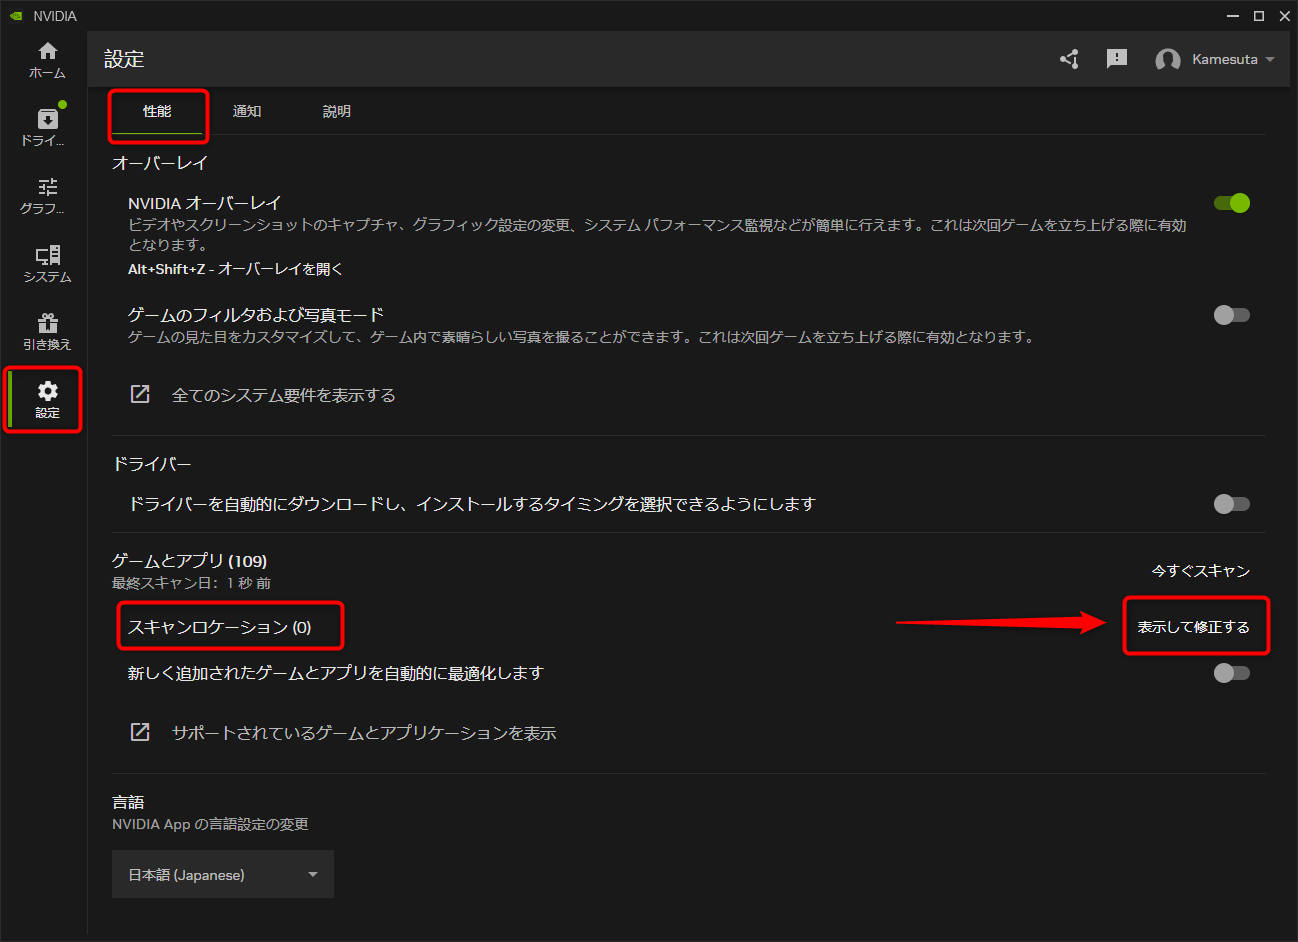 NVIDIA
ホーム
ドライ...
グラフ...
システム
引き換え
設定
設定
Kamesuta
性能
通知
説明
オーバーレイ
NVIDIA オーバーレイ
ビデオやスクリーンショットのキャプチャ、グラフィック設定の変更、システム パフォーマンス監視などが簡単に行えます。これは次回ゲームを立ち上げる際に有効
となります。
Alt+Shift+Z - オーバーレイを開く
ゲームのフィルタおよび写真モード
ゲームの見た目をカスタマイズして、ゲーム内で素晴らしい写真を撮ることができます。これは次回ゲームを立ち上げる際に有効となります。
全てのシステム要件を表示する
ドライバー
ドライバーを自動的にダウンロードし、インストールするタイミングを選択できるようにします
ゲームとアプリ (109)
最終スキャン日: 1 秒 前
今すぐスキャン
スキャンロケーション (0)
表示して修正する
新しく追加されたゲームとアプリを自動的に最適化します
サポートされているゲームとアプリケーションを表示
言語
NVIDIA App の言語設定の変更
日本語 (Japanese)